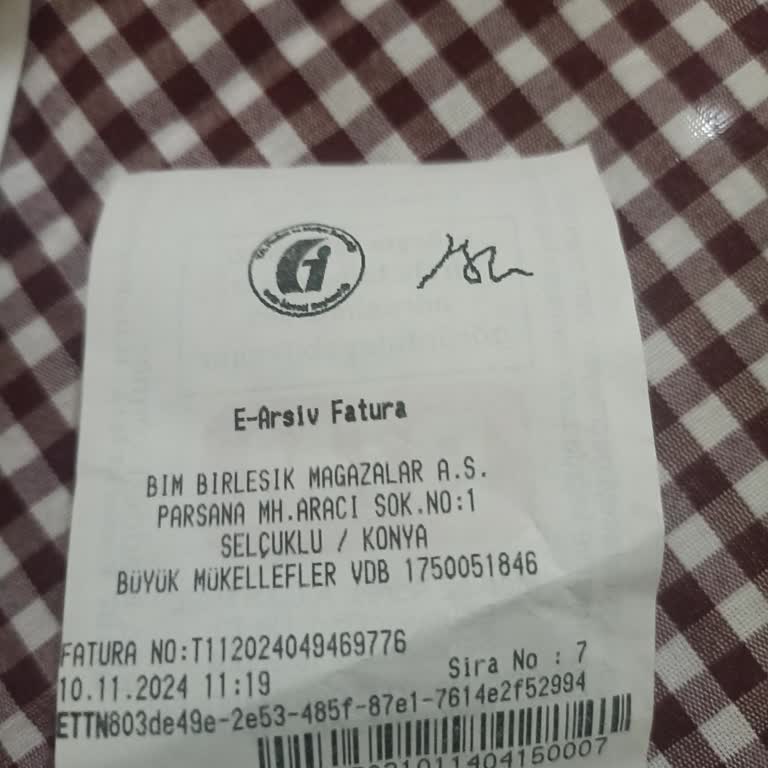 E-Arsiv Fatura
BIM BIRLESIK MAGAZALAR A.S.
PARSANA MH.ARACI SOK.NO:1
SELÇUKLU / KONYA
BÜYÜK MÜKELLEFLER VDB 1750051846
FATURA NO:T112024049469776
Sira No : 7
10.11.2024 11:19
ETTN803de49e-2e53-485f-87e1-7614e2f52994